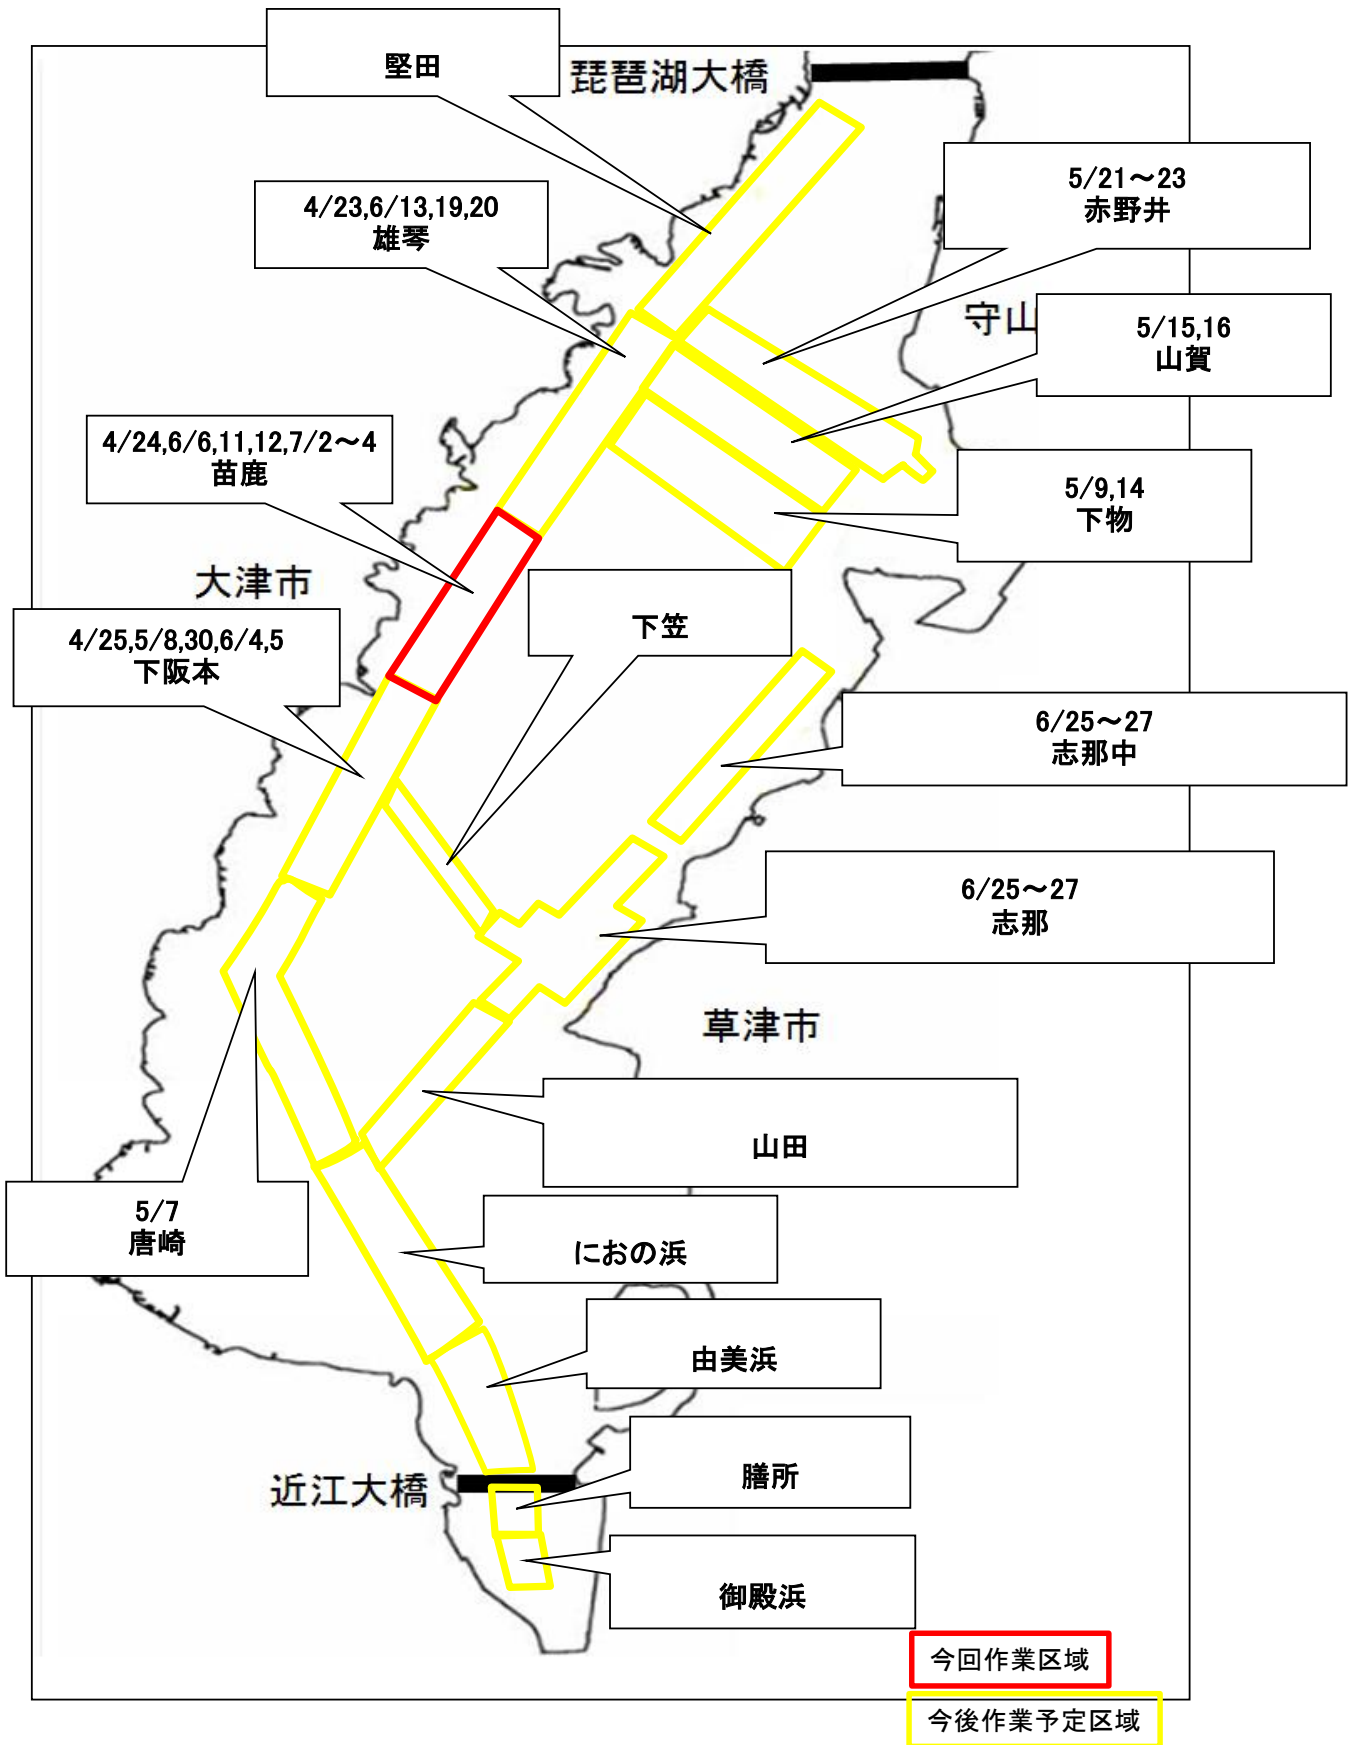 堅田
琵琶湖大橋
5/21～23
赤野井
4/23,6/13,19,20
雄琴
守山
5/15,16
山賀
4/24,6/6,11,12,7/2～4
苗鹿
5/9,14
下物
大津市
下笠
4/25,5/8,30,6/4,5
下阪本
6/25～27
志那中
6/25～27
志那
草津市
山田
5/7
唐崎
におの浜
由美浜
膳所
近江大橋
御殿浜
今回作業区域
今後作業予定区域